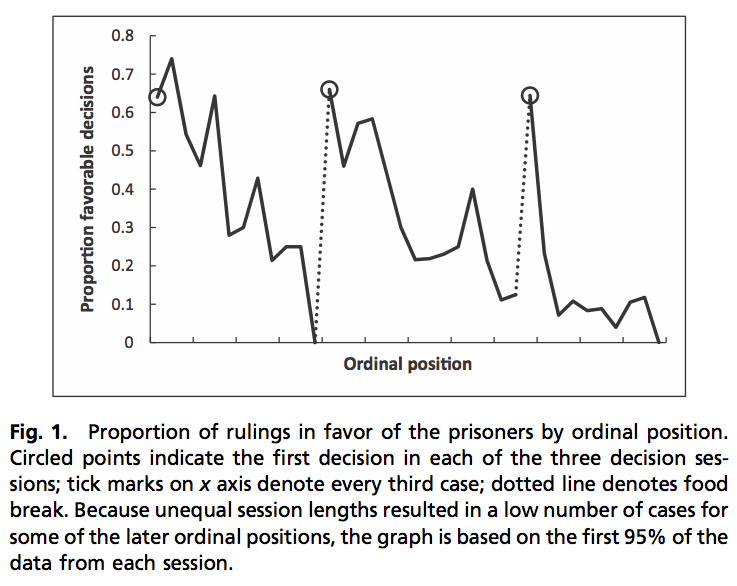 0.8
0.7
0.6
0.5
0.4
0.3
0.2
0.1
0
Proportion favorable decisions
Ordinal position
Fig. 1. Proportion of rulings in favor of the prisoners by ordinal position.
Circled points indicate the first decision in each of the three decision ses-
sions; tick marks on x axis denote every third case; dotted line denotes food
break. Because unequal session lengths resulted in a low number of cases for
some of the later ordinal positions, the graph is based on the first 95% of the
data from each session.